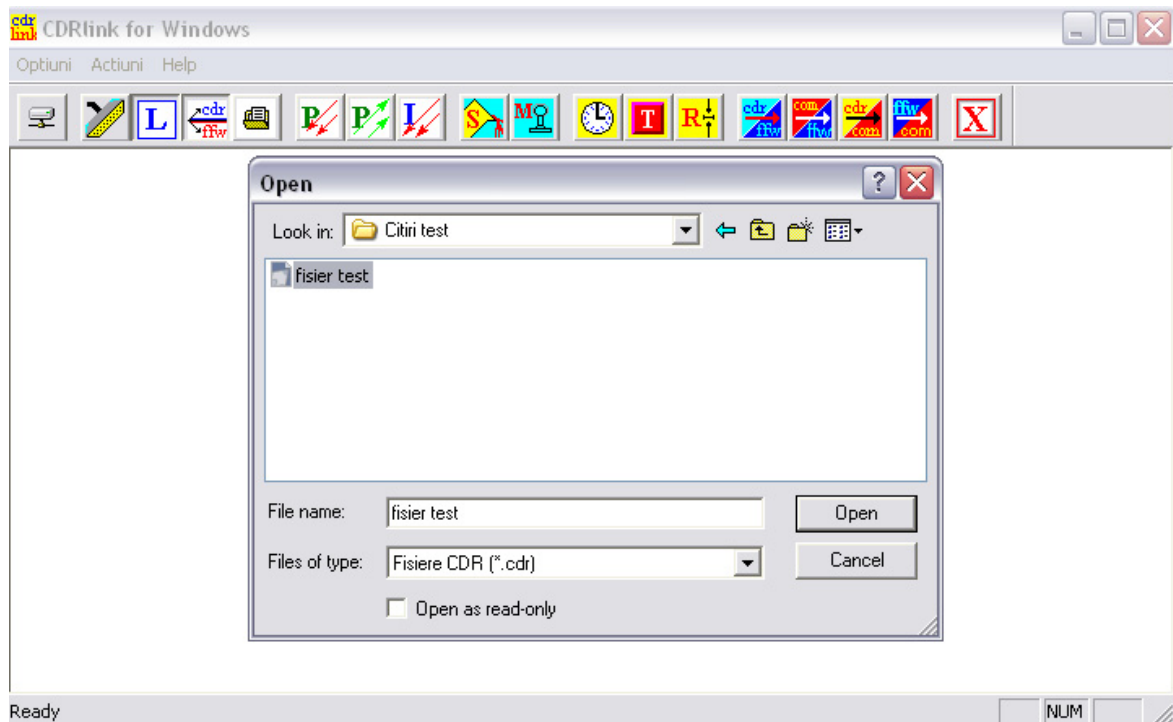 cdr
link CDRlink for Windows
Optiuni Actiuni Help
L cdr ffw P P I S M T R cdr ffw com ffw cdr com ffw com X
Open
Look in: Citiri test
fisier test
File name: fisier test Open
Files of type: Fisiere CDR (*.cdr) Cancel
Open as read-only
Ready NUM